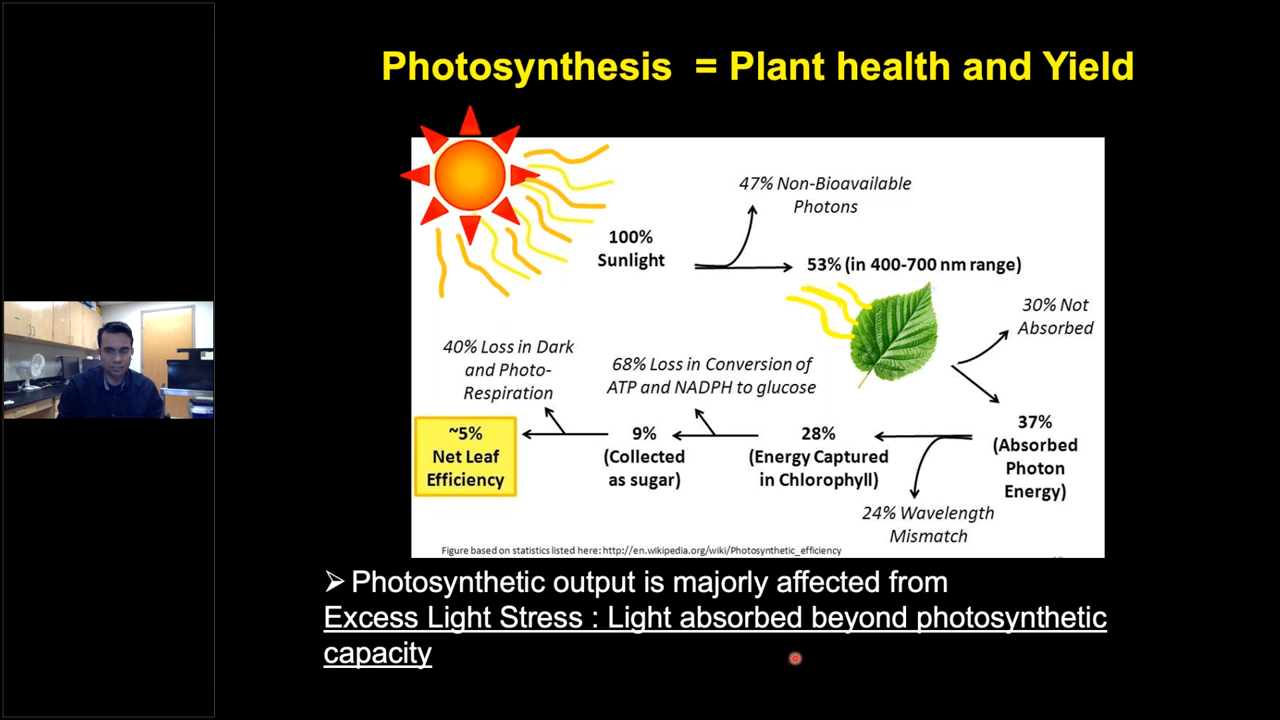 Photosynthesis = Plant health and Yield
47% Non-Bioavailable
Photons
100%
Sunlight
53% (in 400-700 nm range)
30% Not
Absorbed
40% Loss in Dark
and Photo-
Respiration
68% Loss in Conversion of
ATP and NADPH to glucose
~5%
Net Leaf
Efficiency
9%
(Collected
as sugar)
28%
(Energy Captured
in Chlorophyll)
37%
(Absorbed
Photon
Energy)
24% Wavelength
Mismatch
Figure based on statistics listed here: http://en.wikipedia.org/wiki/Photosynthetic_efficiency
➢ Photosynthetic output is majorly affected from
Excess Light Stress : Light absorbed beyond photosynthetic
capacity